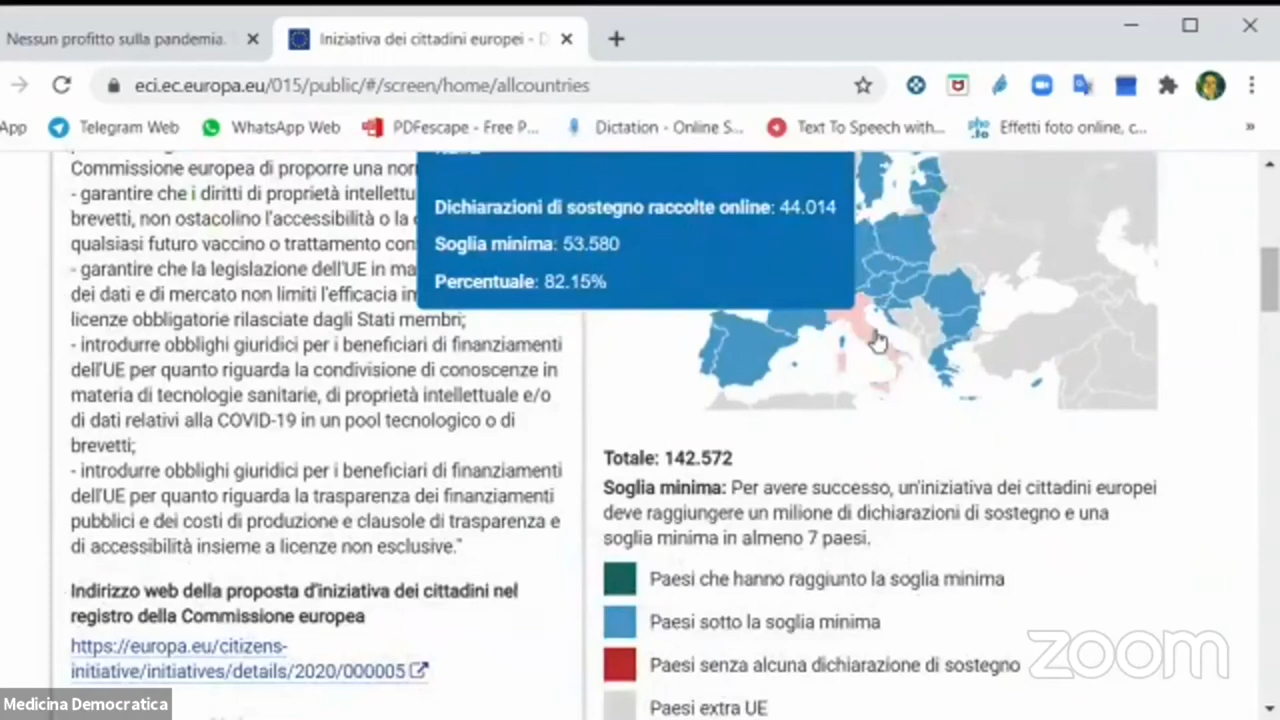 Nessun profitto sulla pandemia.
Iniziativa dei cittadini europei - D
eci.ec.europa.eu/015/public/#/screen/home/allcountries
App
Telegram Web
WhatsApp Web
PDFescape - Free P...
Dictation - Online S...
Text To Speech with...
pho.to
Effetti foto online, c...
»
Commissione europea di proporre una nor
- garantire che i diritti di proprietà intellettu
brevetti, non ostacolino l'accessibilità o la
qualsiasi futuro vaccino o trattamento con
- garantire che la legislazione dell'UE in ma
dei dati e di mercato non limiti l'efficacia in
licenze obbligatorie rilasciate dagli Stati membri;
- introdurre obblighi giuridici per i beneficiari di finanziamenti
dell'UE per quanto riguarda la condivisione di conoscenze in
materia di tecnologie sanitarie, di proprietà intellettuale e/o
di dati relativi alla COVID-19 in un pool tecnologico o di
brevetti;
- introdurre obblighi giuridici per i beneficiari di finanziamenti
dell'UE per quanto riguarda la trasparenza dei finanziamenti
pubblici e dei costi di produzione e clausole di trasparenza e
di accessibilità insieme a licenze non esclusive."
Indirizzo web della proposta d'iniziativa dei cittadini nel
registro della Commissione europea
https://europa.eu/citizens-
initiative/initiatives/details/2020/000005
Dichiarazioni di sostegno raccolte online: 44.014
Soglia minima: 53.580
Percentuale: 82.15%
Totale: 142.572
Soglia minima: Per avere successo, un'iniziativa dei cittadini europei
deve raggiungere un milione di dichiarazioni di sostegno e una
soglia minima in almeno 7 paesi.
Paesi che hanno raggiunto la soglia minima
Paesi sotto la soglia minima
Paesi senza alcuna dichiarazione di sostegno
Paesi extra UE
zoom
Medicina Democratica